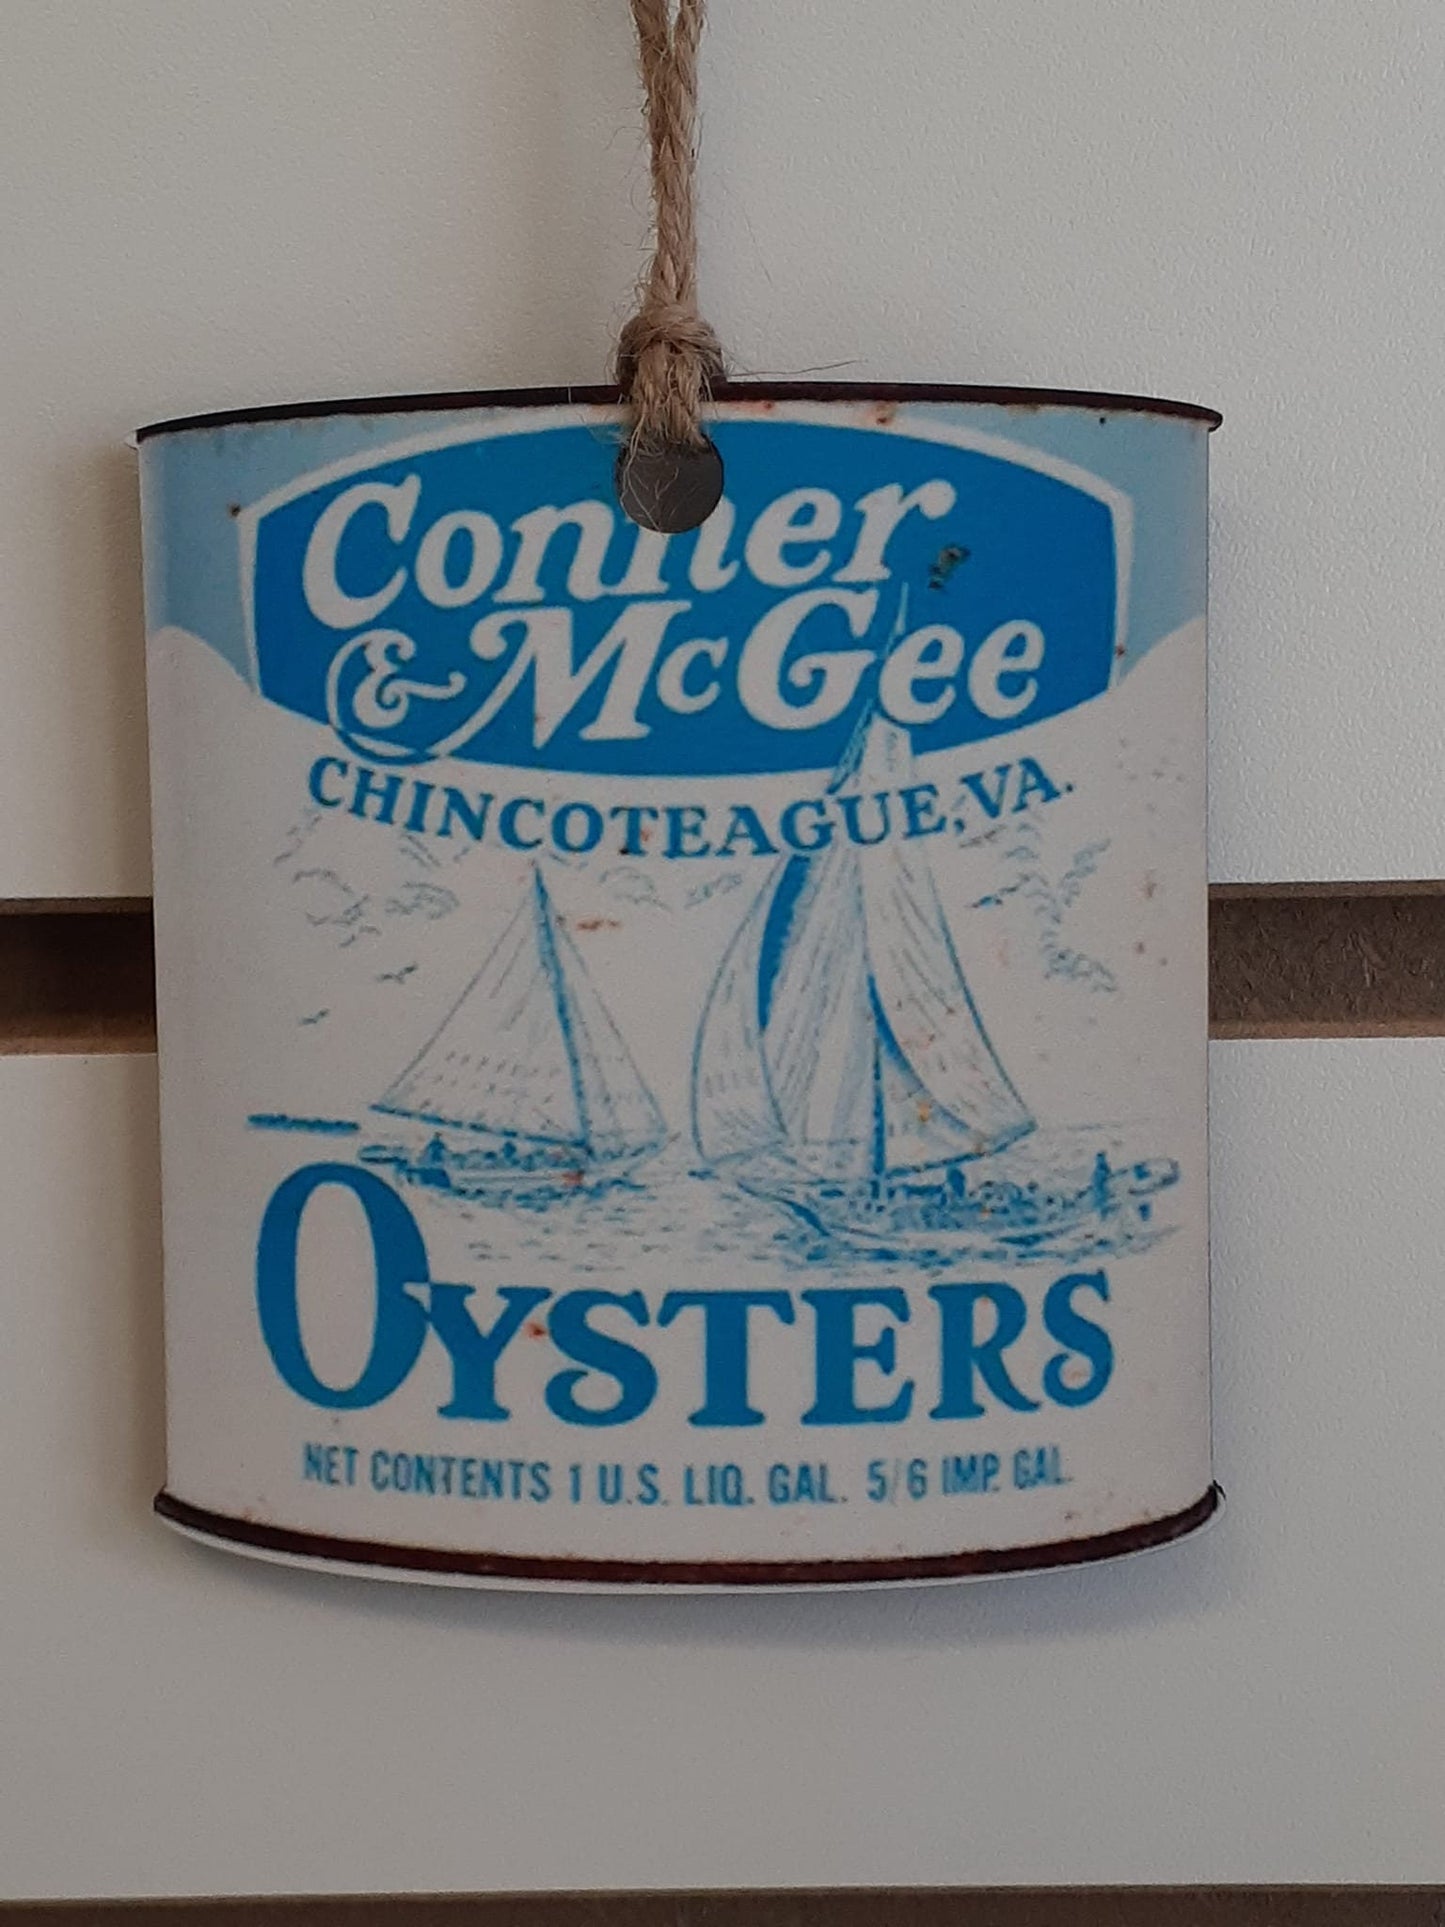 Conner
& McGee
CHINCOTEAGUE, VA.
OYSTERS
NET CONTENTS 1 U.S. LIQ. GAL. 5/6 IMP. GAL.